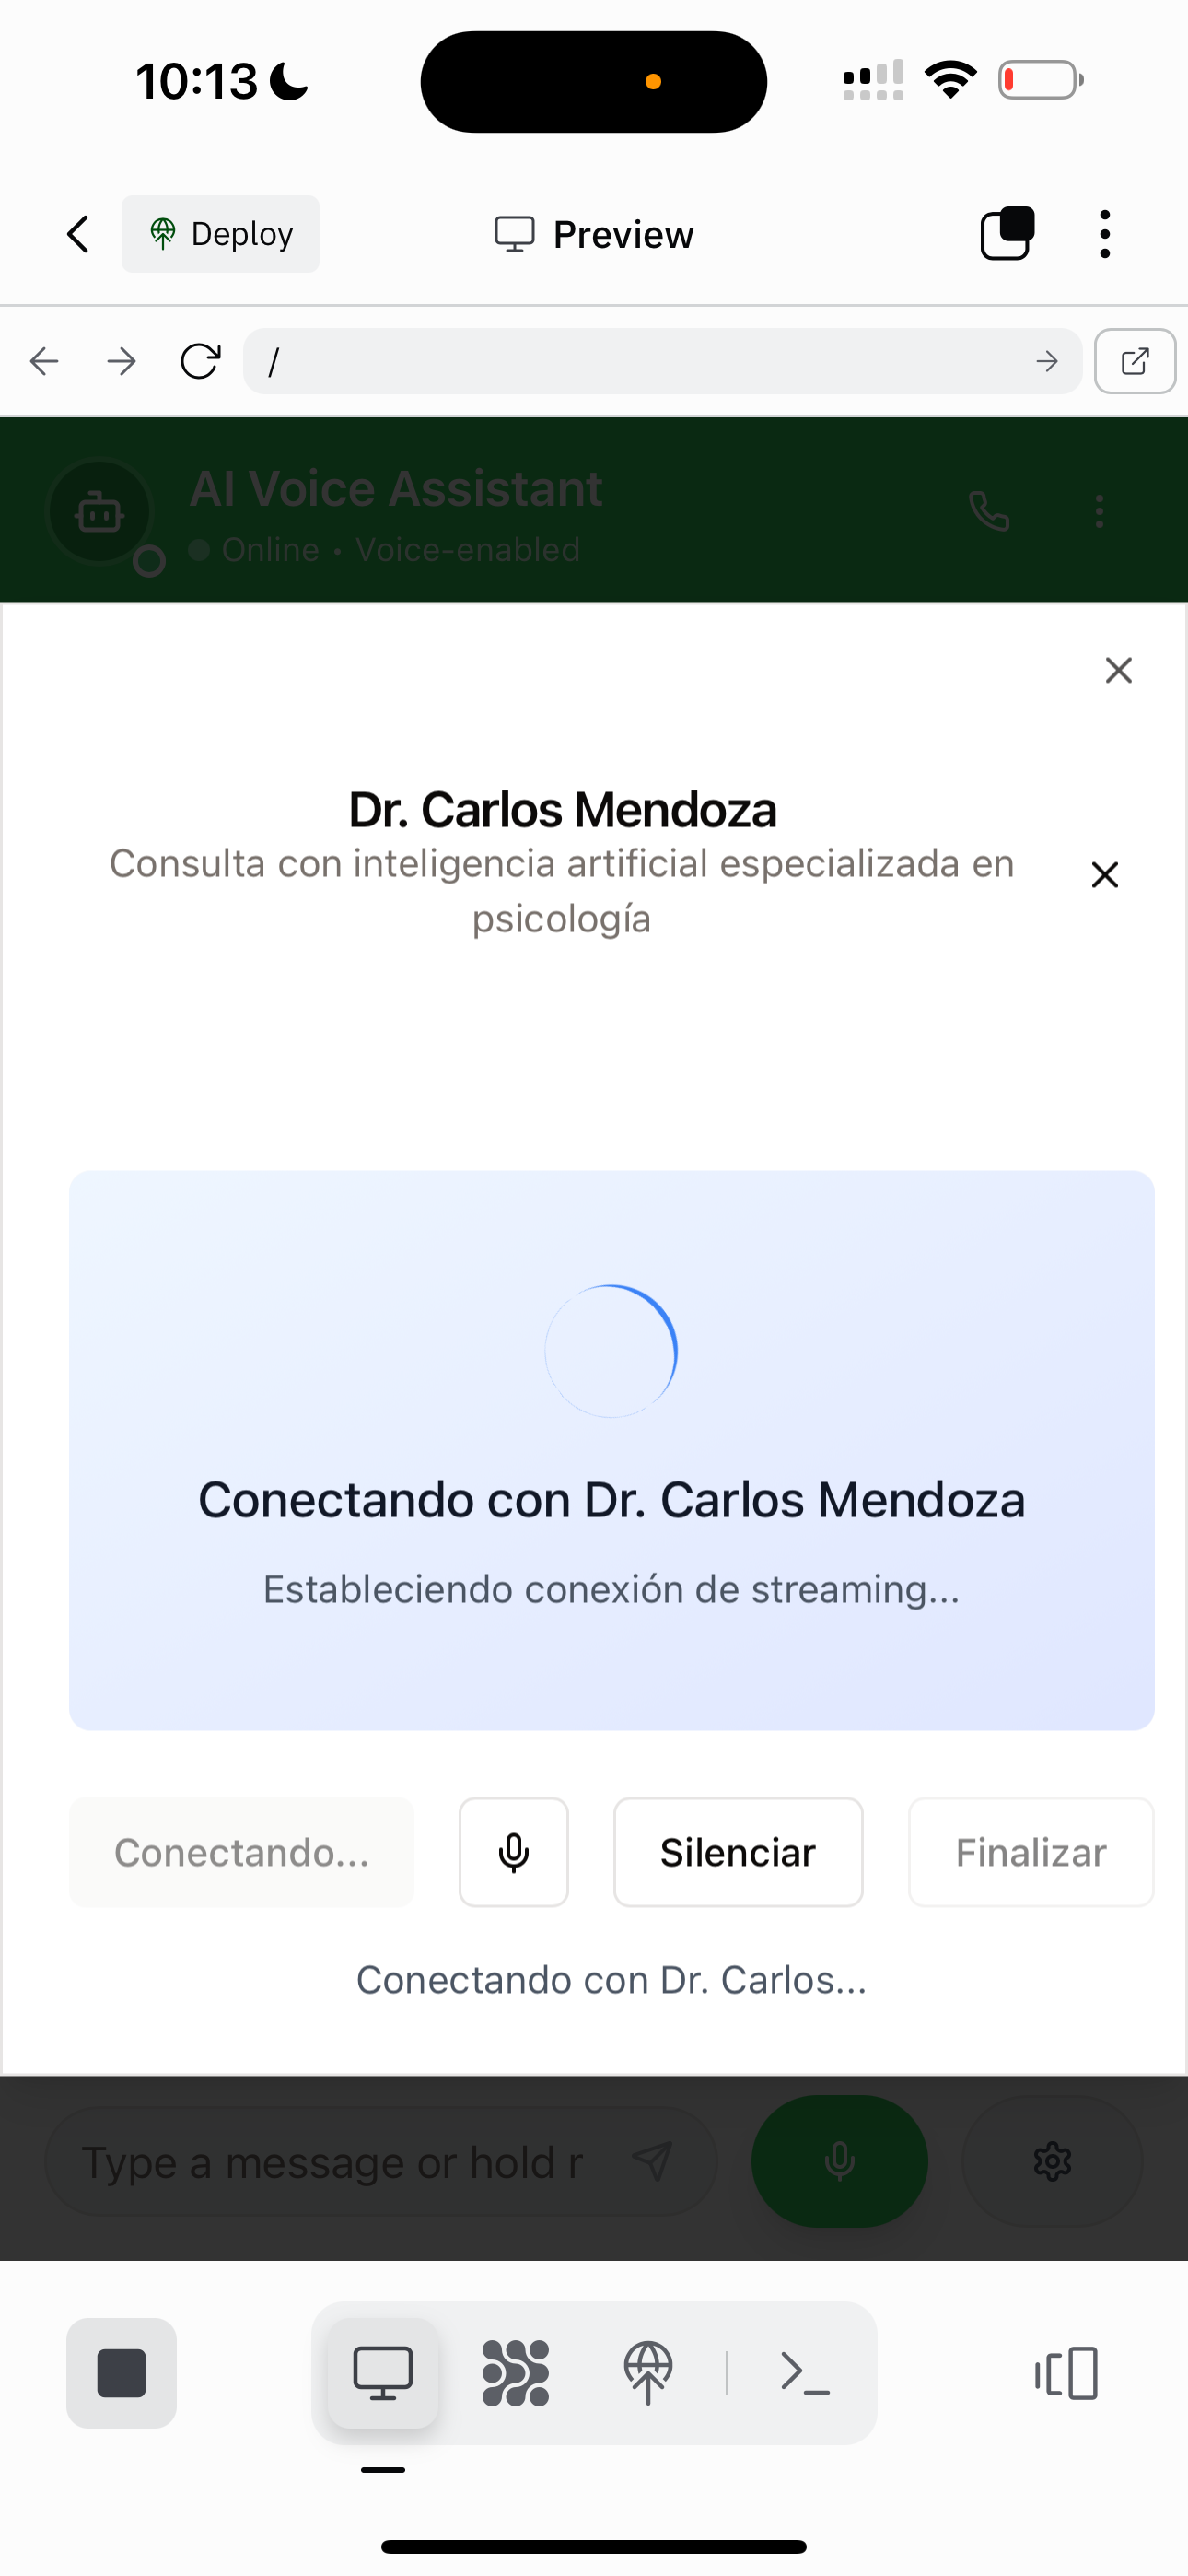 10:13
Deploy
Preview
/
AI Voice Assistant
Online • Voice-enabled
Dr. Carlos Mendoza
Consulta con inteligencia artificial especializada en
psicología
Conectando con Dr. Carlos Mendoza
Estableciendo conexión de streaming...
Conectando...
Silenciar
Finalizar
Conectando con Dr. Carlos...
Type a message or hold r